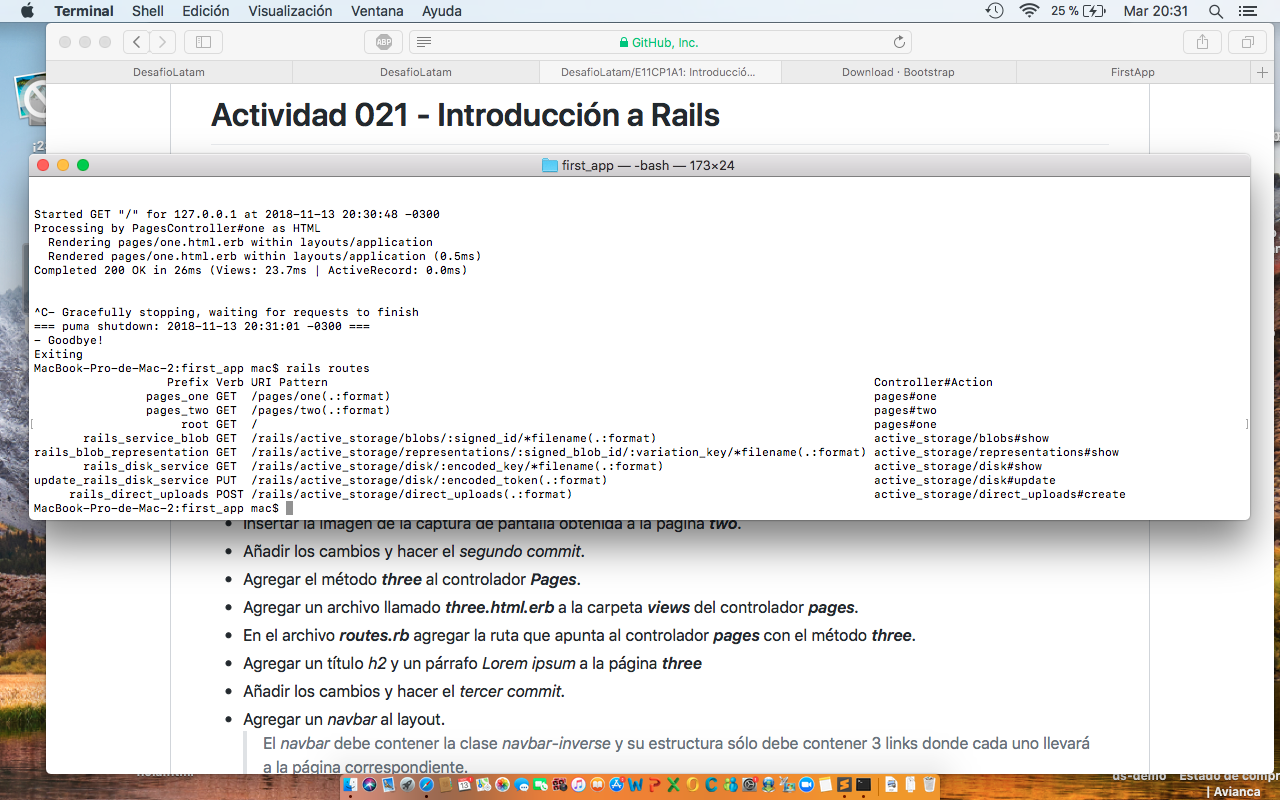 Terminal Shell Edición Visualización Ventana Ayuda 25 % Mar 20:31
ABP GitHub, Inc.
DesafioLatam DesafioLatam DesafioLatam/E11CP1A1: Introducció... Download · Bootstrap FirstApp
Actividad 021 - Introducción a Rails
first_app — -bash — 173×24
Started GET "/" for 127.0.0.1 at 2018-11-13 20:30:48 -0300
Processing by PagesController#one as HTML
  Rendering pages/one.html.erb within layouts/application
  Rendered pages/one.html.erb within layouts/application (0.5ms)
Completed 200 OK in 26ms (Views: 23.7ms | ActiveRecord: 0.0ms)
^C- Gracefully stopping, waiting for requests to finish
=== puma shutdown: 2018-11-13 20:31:01 -0300 ===
- Goodbye!
Exiting
MacBook-Pro-de-Mac-2:first_app mac$ rails routes
Prefix Verb URI Pattern Controller#Action
pages_one GET /pages/one(.:format) pages#one
pages_two GET /pages/two(.:format) pages#two
root GET / pages#one
rails_service_blob GET /rails/active_storage/blobs/:signed_id/*filename(.:format) active_storage/blobs#show
rails_blob_representation GET /rails/active_storage/representations/:signed_blob_id/:variation_key/*filename(.:format) active_storage/representations#show
rails_disk_service GET /rails/active_storage/disk/:encoded_key/*filename(.:format) active_storage/disk#show
update_rails_disk_service PUT /rails/active_storage/disk/:encoded_token(.:format) active_storage/disk#update
rails_direct_uploads POST /rails/active_storage/direct_uploads(.:format) active_storage/direct_uploads#create
MacBook-Pro-de-Mac-2:first_app mac$
• Insertar la imagen de la captura de pantalla obtenida a la página two.
• Añadir los cambios y hacer el segundo commit.
• Agregar el método three al controlador Pages.
• Agregar un archivo llamado three.html.erb a la carpeta views del controlador pages.
• En el archivo routes.rb agregar la ruta que apunta al controlador pages con el método three.
• Agregar un título h2 y un párrafo Lorem ipsum a la página three
• Añadir los cambios y hacer el tercer commit.
• Agregar un navbar al layout.
El navbar debe contener la clase navbar-inverse y su estructura sólo debe contener 3 links donde cada uno llevará
a la página correspondiente.
ds-demo Estado de compr
| Avianca